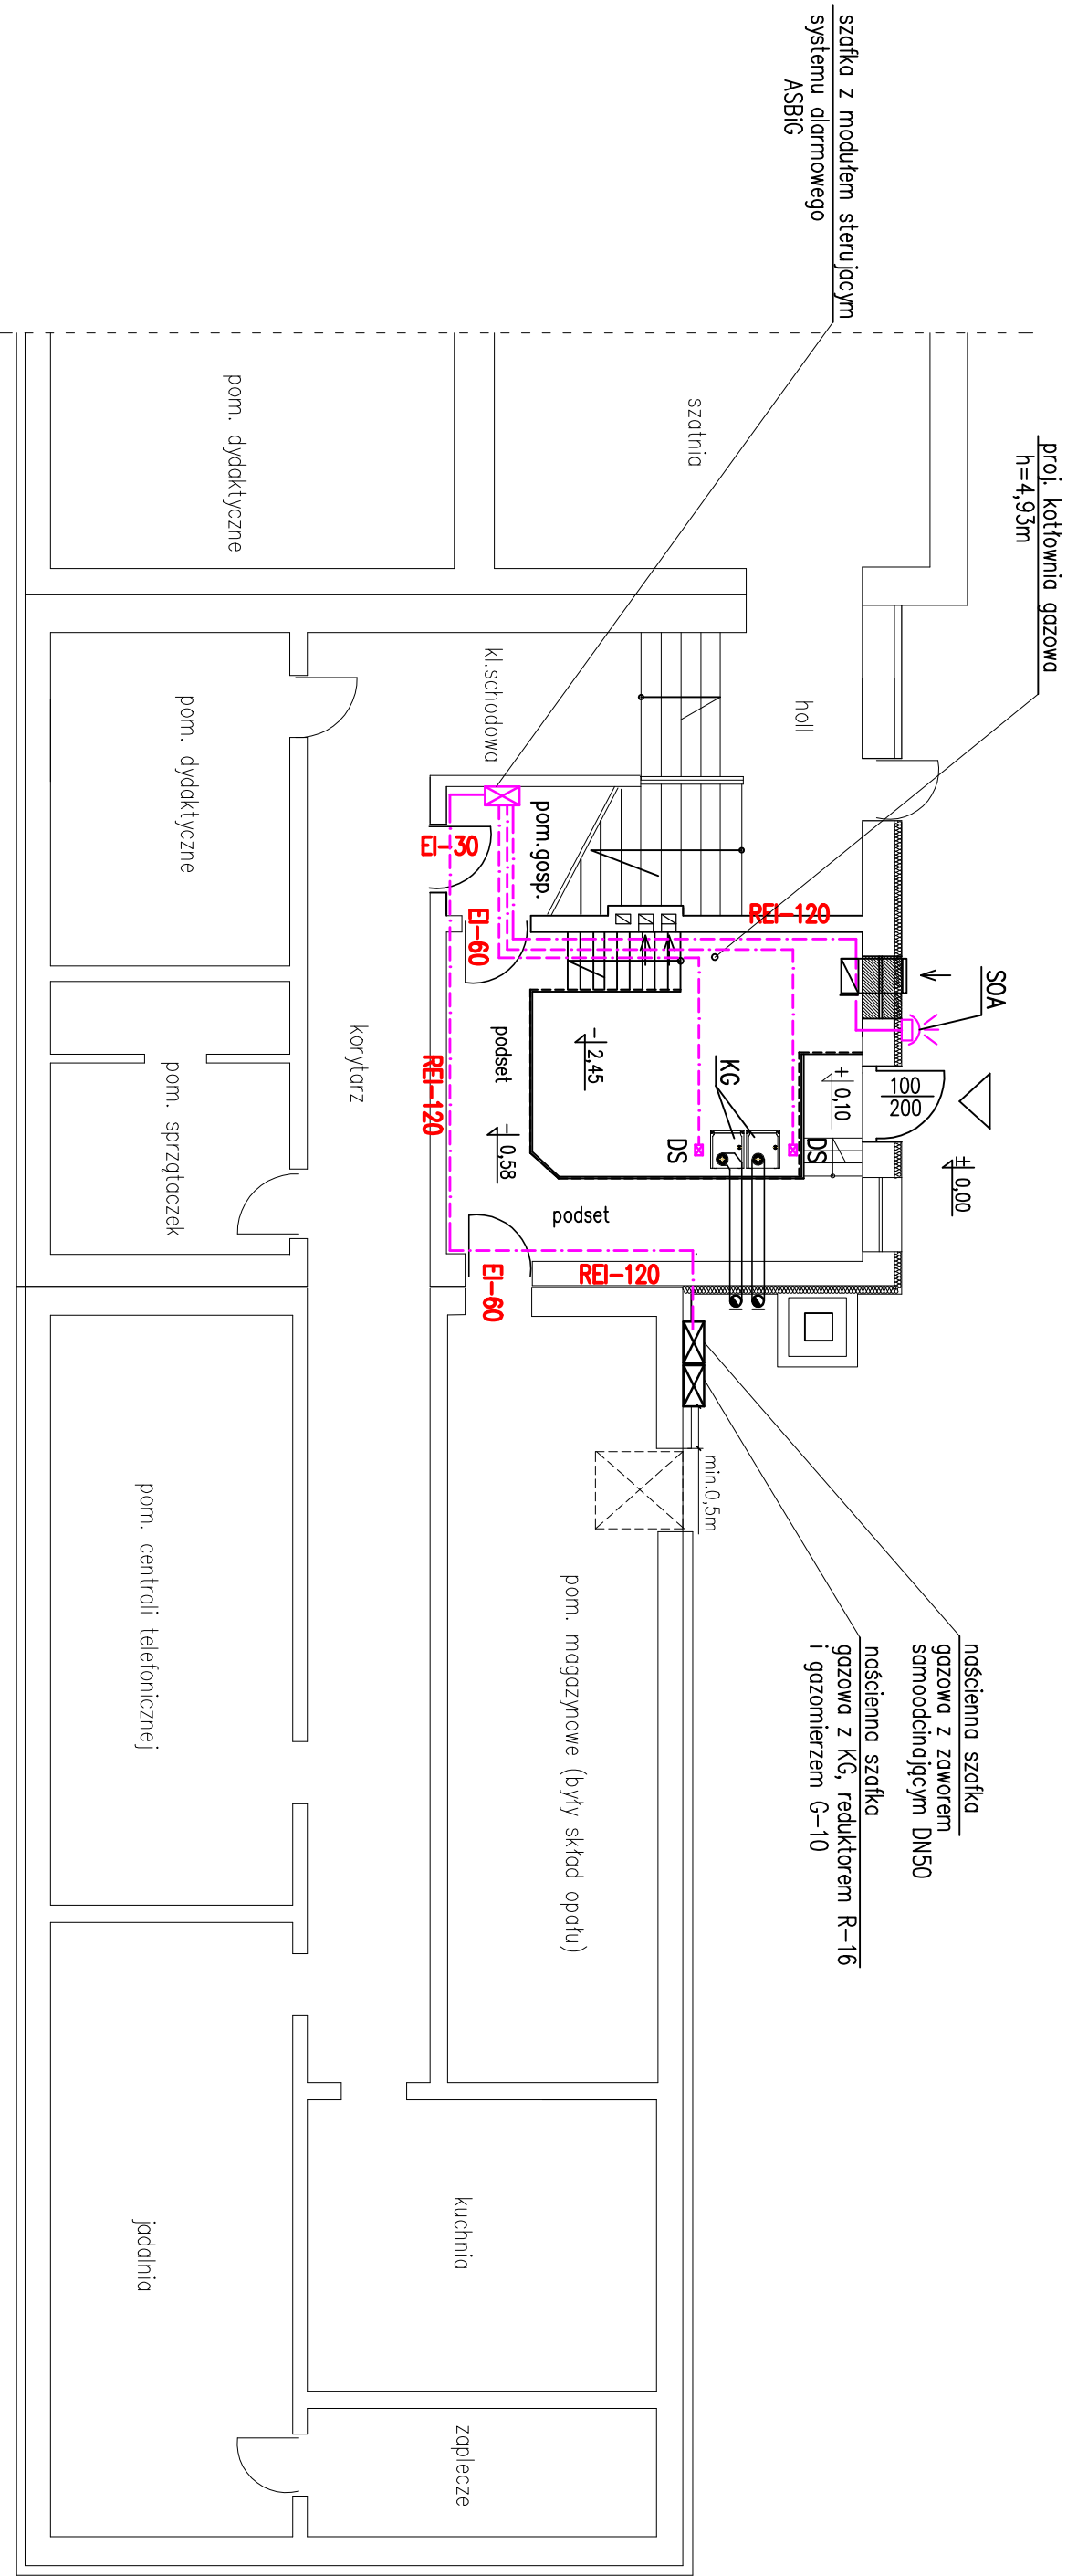 proj. kotłownia gazowa
h=4,93m
szafka z modułem sterujacym
systemu alarmowego
ASBiG
SOA
± 0,00
100
200
+ 0,10
holl
szatnia
REI-120
KG
DS
DS
kl.schodowa
pom.gosp.
- 2,45
podset
- 0,58
podset
EI-30
EI-60
REI-120
EI-60
REI-120
min.0,5m
naścienna szafka
gazowa z zaworem
samoodcinającym DN50
naścienna szafka
gazowa z KG, reduktorem R-16
i gazomierzem G-10
korytarz
pom. dydaktyczne
pom. dydaktyczne
pom. sprzątaczek
pom. centrali telefonicznej
pom. magazynowe (były skład opału)
kuchnia
jadalnia
zaplecze